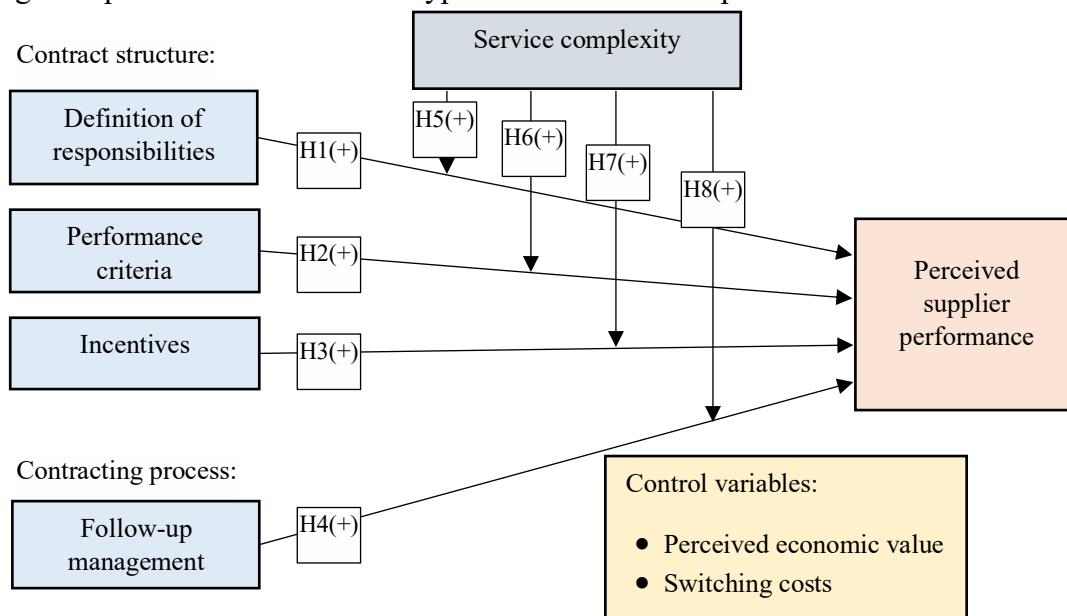 Service complexity
Contract structure:
Definition of
responsibilities
H1(+)
H5(+)
H6(+)
H7(+)
H8(+)
Performance
criteria
H2(+)
Perceived
supplier
performance
Incentives
H3(+)
Contracting process:
Follow-up
management
H4(+)
Control variables:
• Perceived economic value
• Switching costs